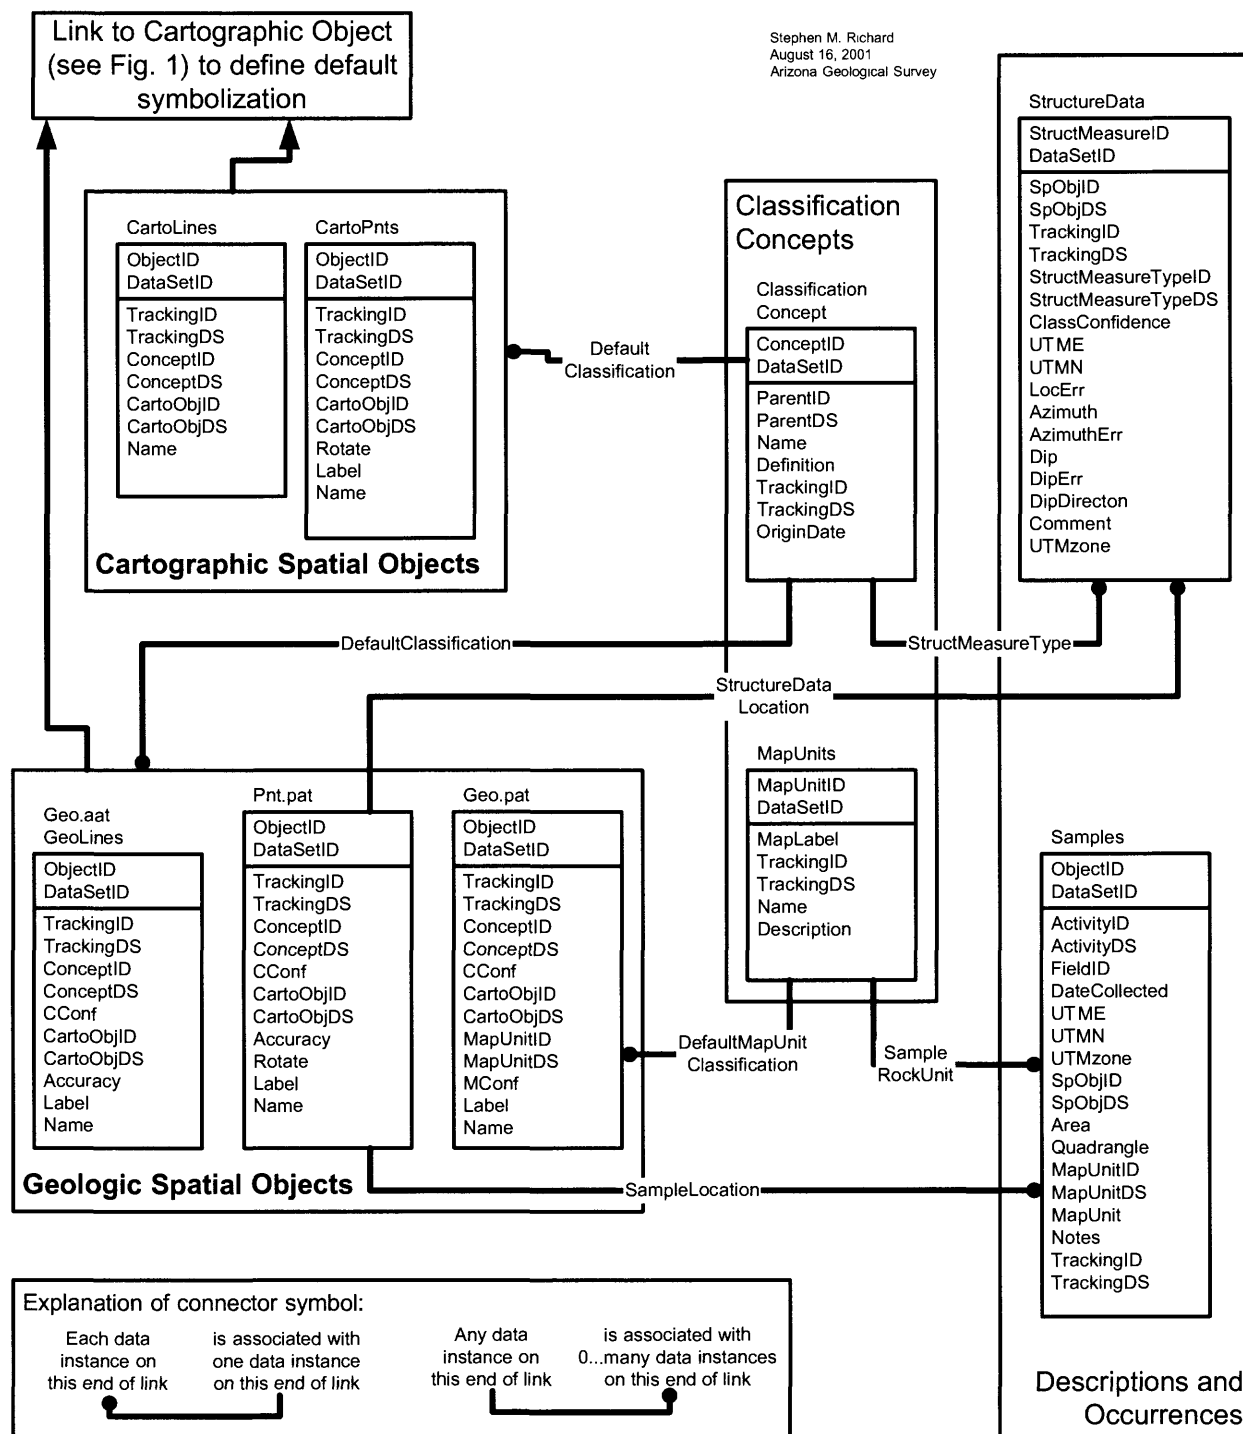 Link to Cartographic Object
(see Fig. 1) to define default
symbolization
Stephen M. Richard
August 16, 2001
Arizona Geological Survey
CartoLines
ObjectID
DataSetID
TrackingID
TrackingDS
ConceptID
ConceptDS
CartoObjID
CartoObjDS
Name
CartoPnts
ObjectID
DataSetID
TrackingID
TrackingDS
ConceptID
ConceptDS
CartoObjID
CartoObjDS
Rotate
Label
Name
Cartographic Spatial Objects
Default
Classification
Classification
Concepts
Classification
Concept
ConceptID
DataSetID
ParentID
ParentDS
Name
Definition
TrackingID
TrackingDS
OriginDate
StructureData
StructMeasureID
DataSetID
SpObjID
SpObjDS
TrackingID
TrackingDS
StructMeasureTypeID
StructMeasureTypeDS
ClassConfidence
UTME
UTMN
LocErr
Azimuth
AzimuthErr
Dip
DipErr
DipDirecton
Comment
UTMzone
DefaultClassification
StructMeasureType
StructureData
Location
MapUnits
MapUnitID
DataSetID
MapLabel
TrackingID
TrackingDS
Name
Description
Geo.aat
GeoLines
ObjectID
DataSetID
TrackingID
TrackingDS
ConceptID
ConceptDS
CConf
CartoObjID
CartoObjDS
Accuracy
Label
Name
Pnt.pat
ObjectID
DataSetID
TrackingID
TrackingDS
ConceptID
ConceptDS
CConf
CartoObjID
CartoObjDS
Accuracy
Rotate
Label
Name
Geo.pat
ObjectID
DataSetID
TrackingID
TrackingDS
ConceptID
ConceptDS
CConf
CartoObjID
CartoObjDS
MapUnitID
MapUnitDS
MConf
Label
Name
Geologic Spatial Objects
DefaultMapUnit
Classification
Sample
RockUnit
SampleLocation
Samples
ObjectID
DataSetID
ActivityID
ActivityDS
FieldID
DateCollected
UTME
UTMN
UTMzone
SpObjID
SpObjDS
Area
Quadrangle
MapUnitID
MapUnitDS
MapUnit
Notes
TrackingID
TrackingDS
Descriptions and
Occurrences
Explanation of connector symbol:
Each data
instance on
this end of link
is associated with
one data instance
on this end of link
Any data
instance on
this end of link
is associated with
0...many data instances
on this end of link